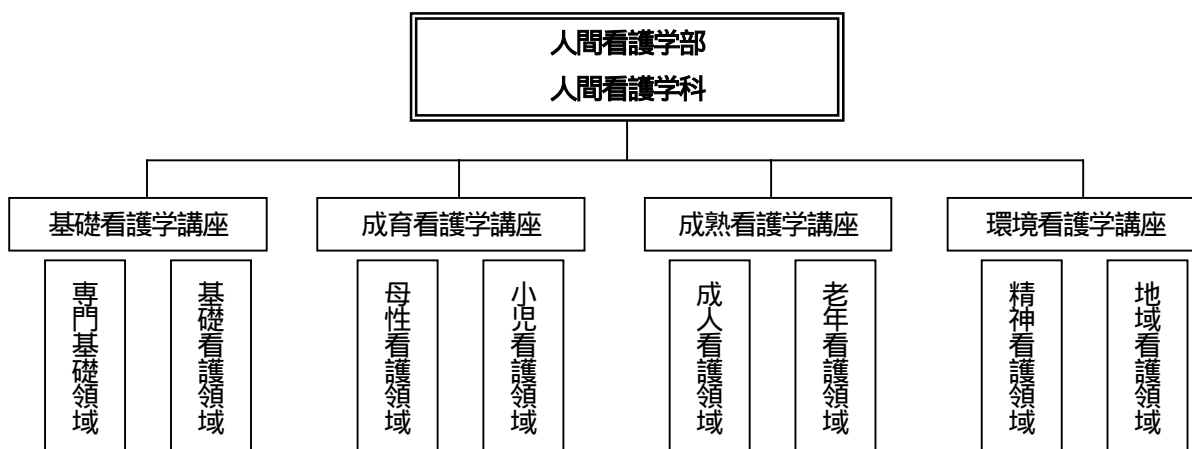 人間看護学部
人間看護学科
基礎看護学講座
成育看護学講座
成熟看護学講座
環境看護学講座
専門基礎領域
基礎看護領域
母性看護領域
小児看護領域
成人看護領域
老年看護領域
精神看護領域
地域看護領域